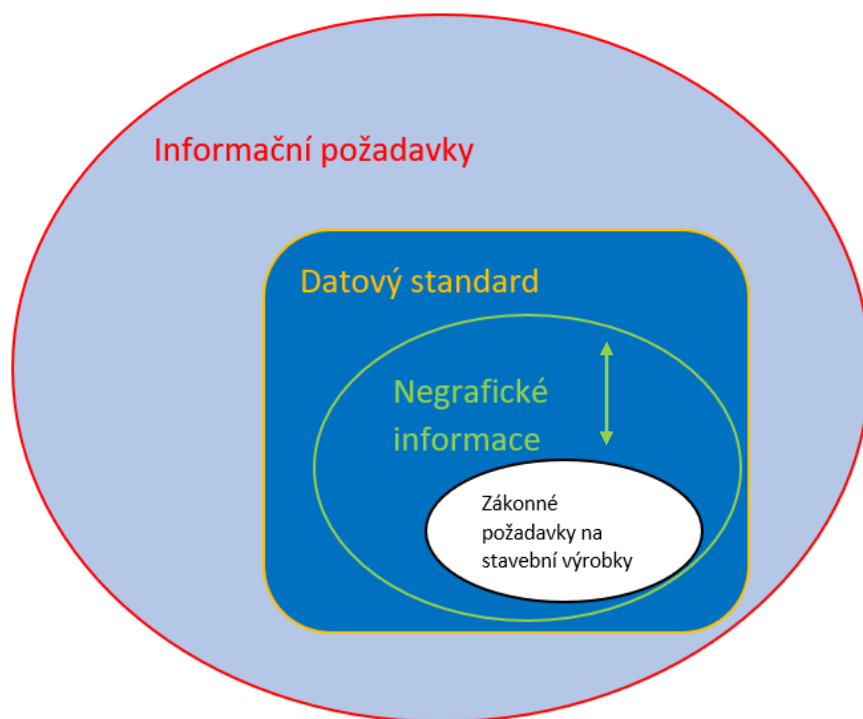 Informační požadavky
Datový standard
Negrafické
informace
Zákonné
požadavky na
stavební výrobky